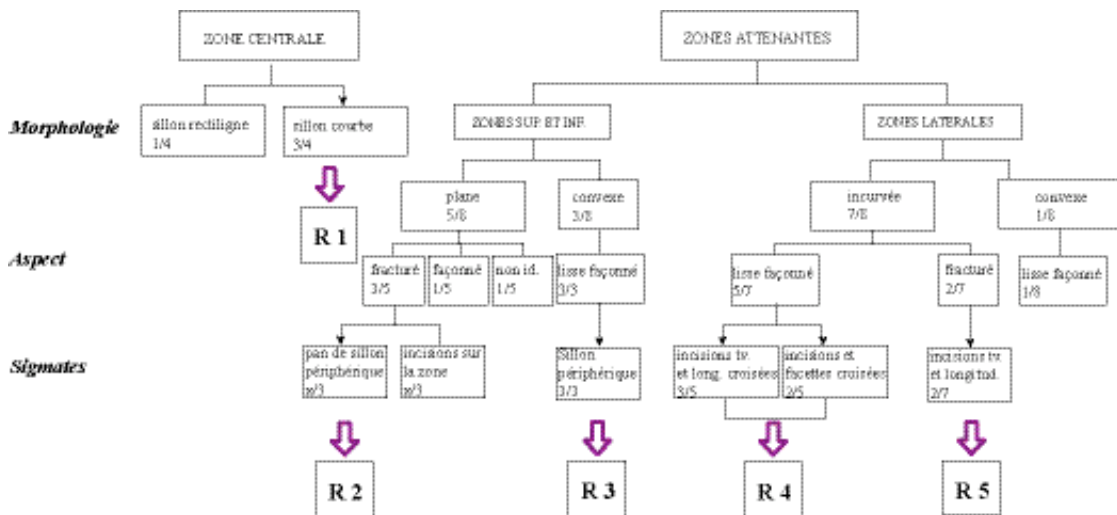 ZONE CENTRALE
ZONES ATTENANTES
Morphologie
sillon rectiligne
1/4
sillon courbe
3/4
ZONES SUP. ET INF.
ZONES LATERALES
R 1
plane
5/8
convexe
3/8
incurvée
7/8
convexe
1/8
Aspect
fracturé
3/5
façonné
1/5
non id.
1/5
lisse façonné
3/3
lisse façonné
5/7
fracturé
2/7
lisse façonné
1/8
Sigmates
pan de sillon
périphérique
x/3
incisions sur
la zone
x/3
Sillon
périphérique
3/3
incisions tv.
et long. croisées
3/5
incisions et
facettes croisées
2/5
incisions tv.
et longitud.
2/7
R 2
R 3
R 4
R 5